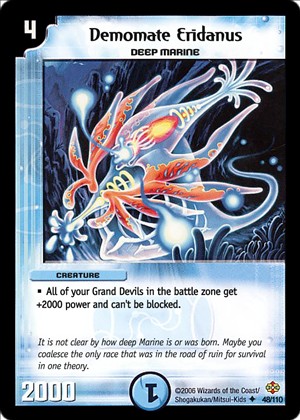 4
Demomate Eridanus
DEEP MARINE
CREATURE
▪ All of your Grand Devils in the battle zone get
+2000 power and can't be blocked.
It is not clear by how deep Marine is or was born. Maybe you
coalesce the only race that was in the road of ruin for survival
in one theory.
2000
©2006 Wizards of the Coast/
Shogakukan/Mitsui-Kids ♦ 48/110